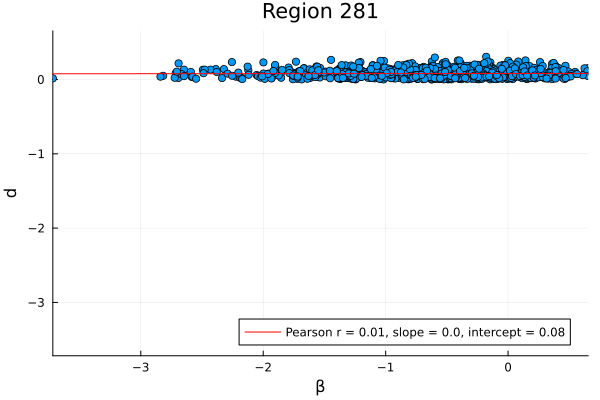 Region 281
0
−1
−2
−3
d
−3
−2
−1
0
β
Pearson r = 0.01, slope = 0.0, intercept = 0.08